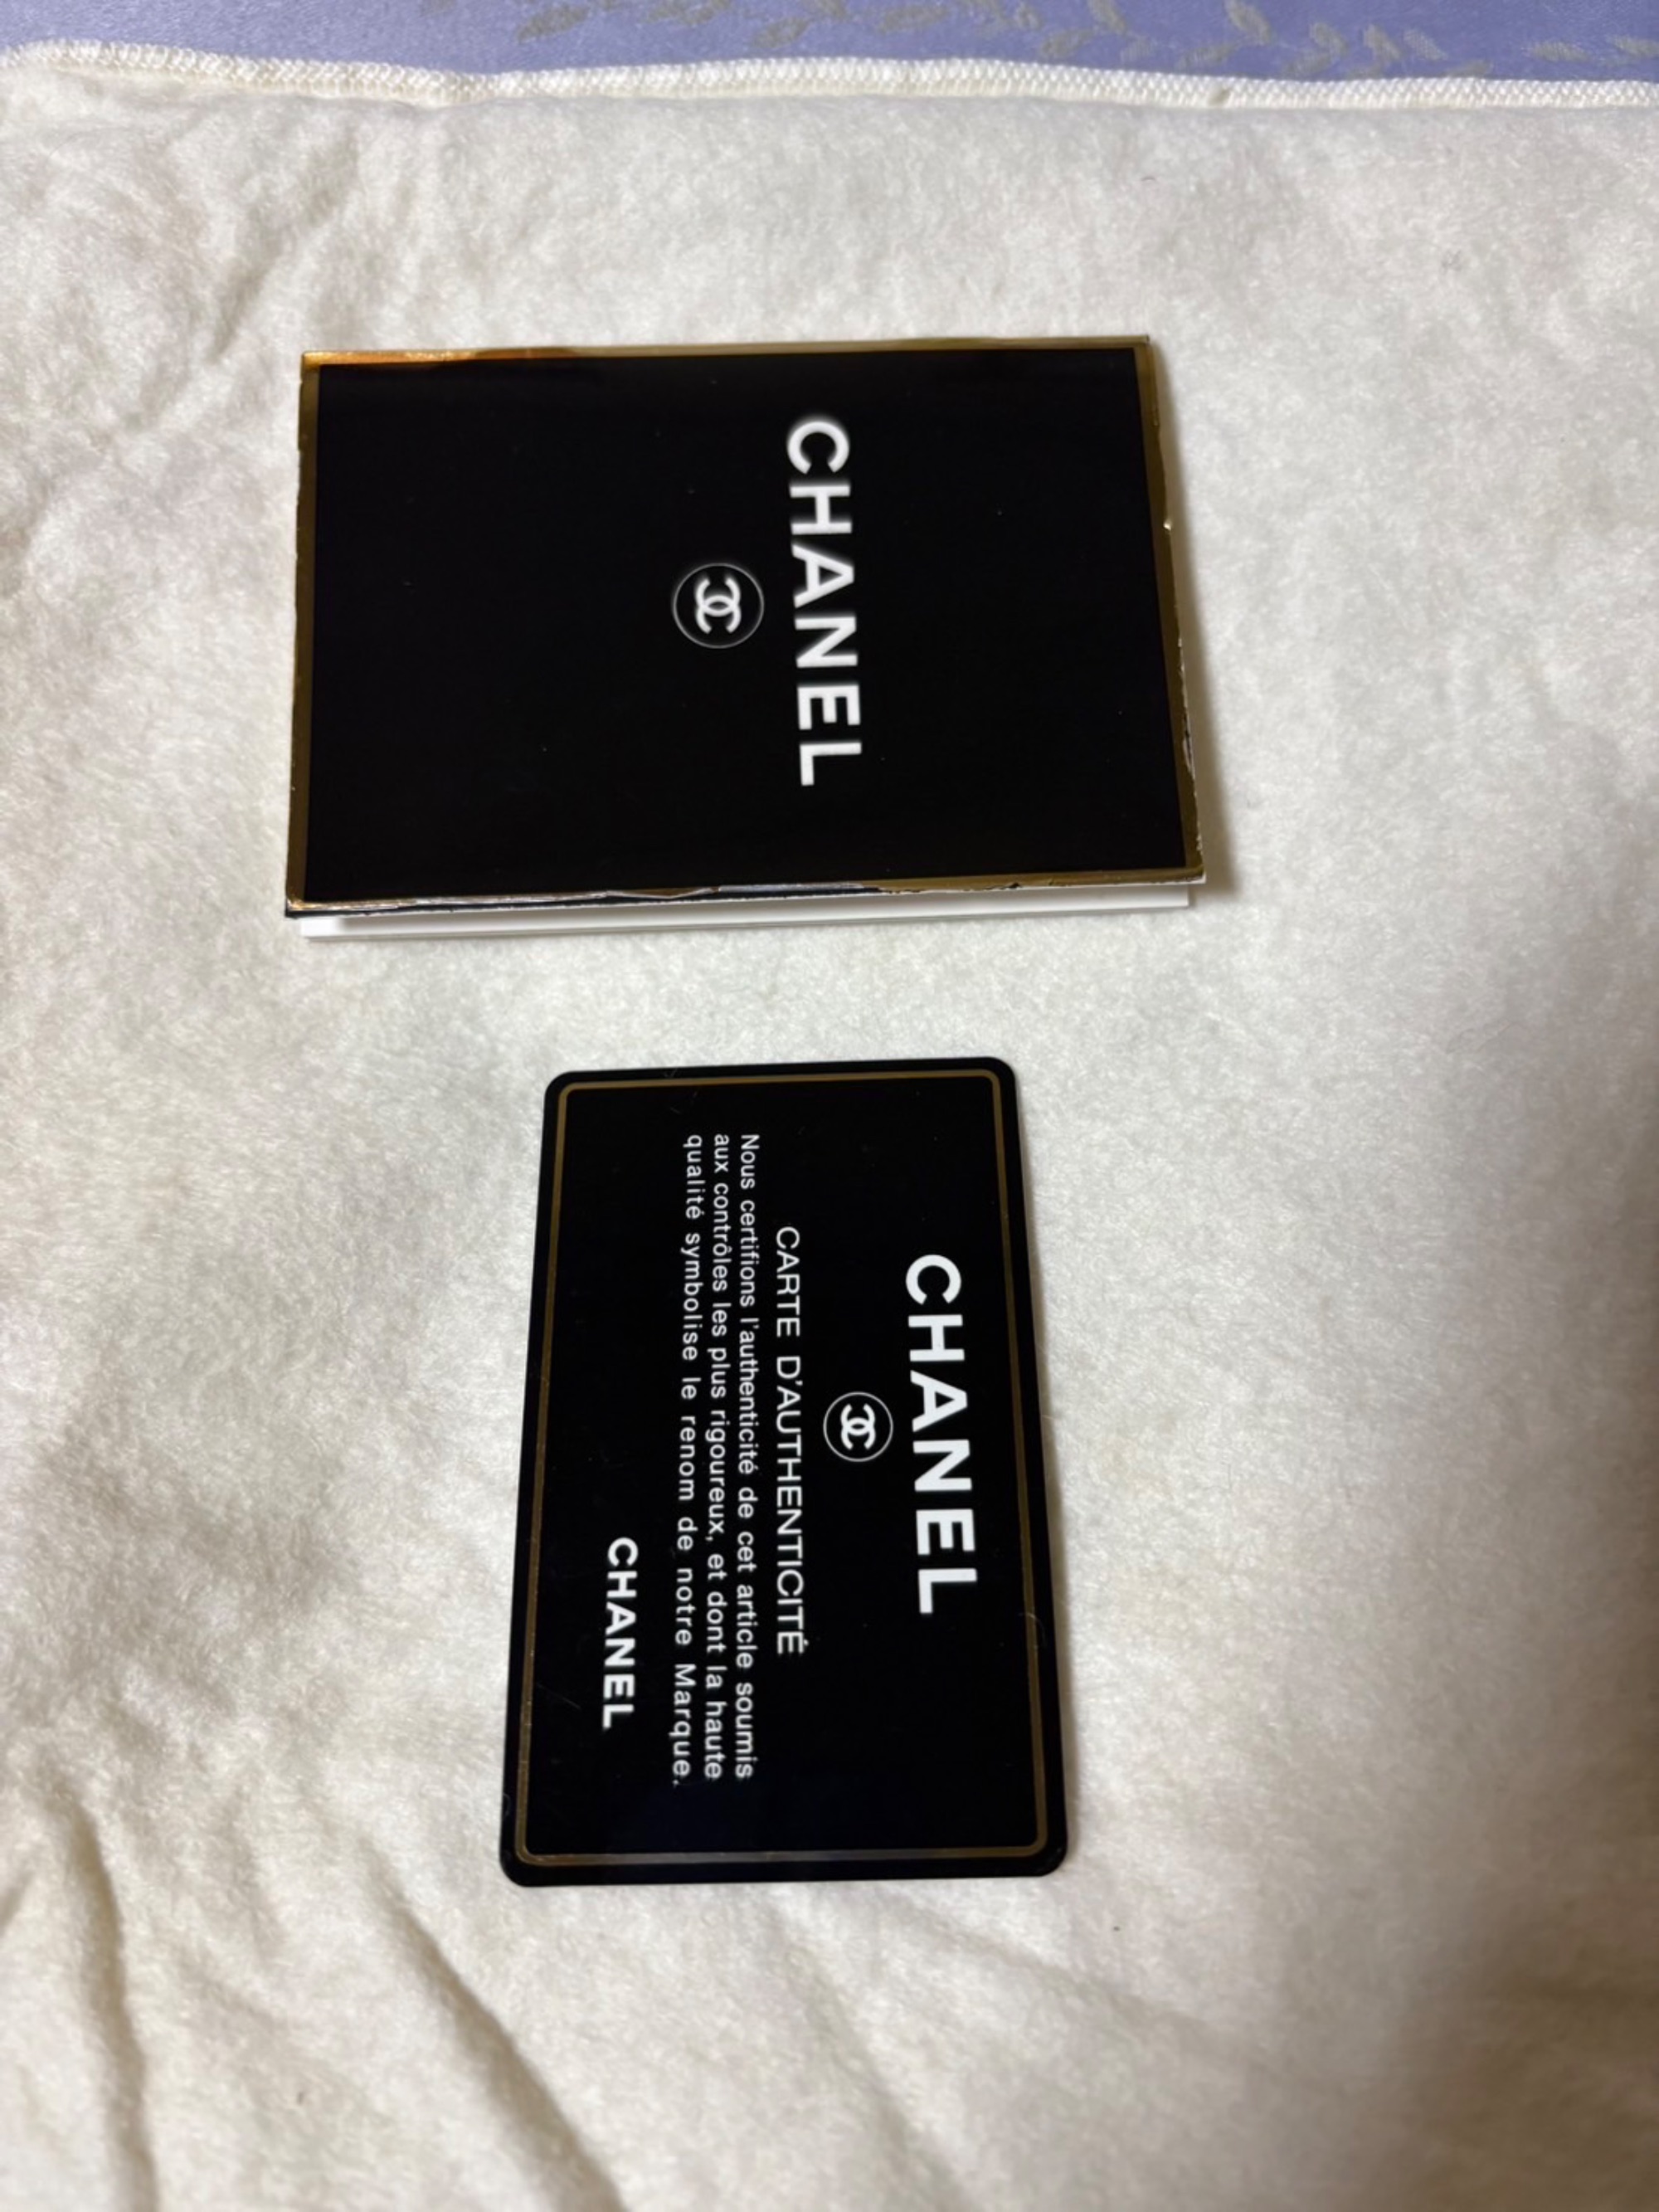 CHANEL
CHANEL
CARTE D'AUTHENTICITÉ
Nous certifions l'authenticité de cet article soumis
aux contrôles les plus rigoureux, et dont la haute
qualité symbolise le renom de notre Marque.
CHANEL